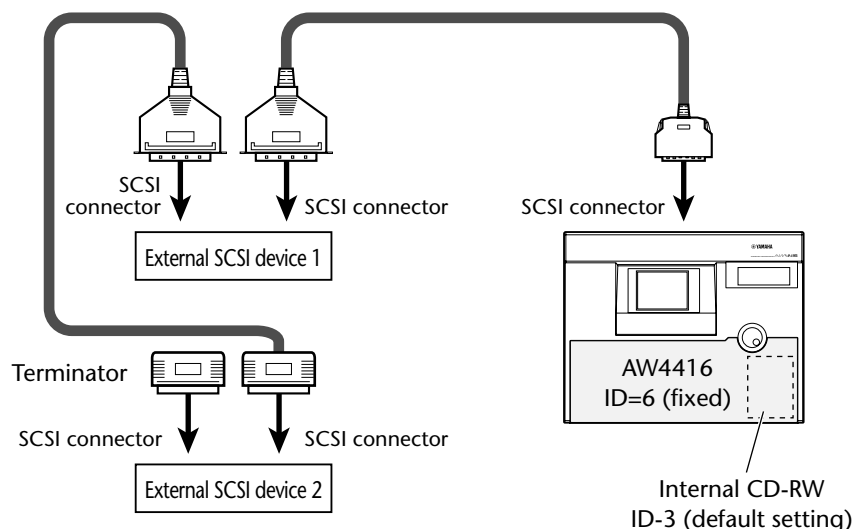 SCSI
connector
SCSI connector
SCSI connector
External SCSI device 1
YAMAHA
AW4416
ID=6 (fixed)
Terminator
SCSI connector
SCSI connector
External SCSI device 2
Internal CD-RW
ID-3 (default setting)